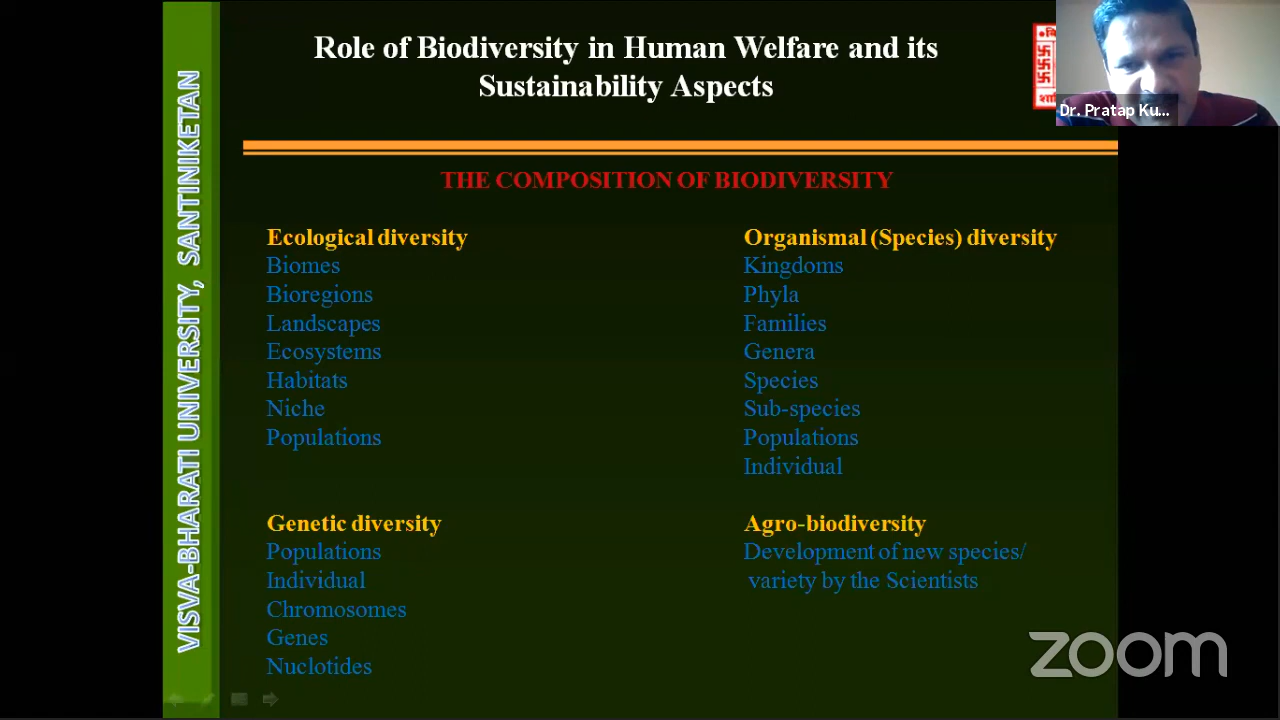 Role of Biodiversity in Human Welfare and its
Sustainability Aspects
Dr. Pratap Ku...
VISVA-BHARATI UNIVERSITY, SANTINIKETAN
THE COMPOSITION OF BIODIVERSITY
Ecological diversity
Biomes
Bioregions
Landscapes
Ecosystems
Habitats
Niche
Populations
Organismal (Species) diversity
Kingdoms
Phyla
Families
Genera
Species
Sub-species
Populations
Individual
Genetic diversity
Populations
Individual
Chromosomes
Genes
Nuclotides
Agro-biodiversity
Development of new species/
variety by the Scientists
zoom